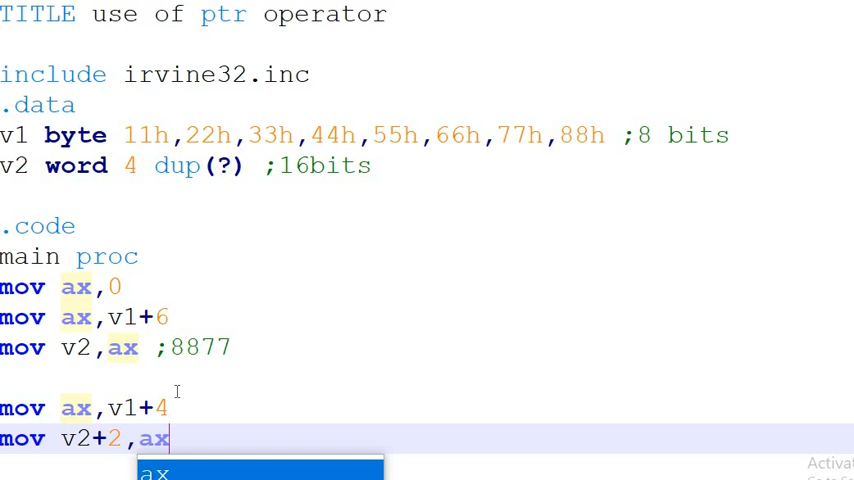 TITLE use of ptr operator
include irvine32.inc
.data
v1 byte 11h,22h,33h,44h,55h,66h,77h,88h ;8 bits
v2 word 4 dup(?) ;16bits
.code
main proc
mov ax,0
mov ax,v1+6
mov v2,ax ;8877
mov ax,v1+4
mov v2+2,ax
ax
Activat